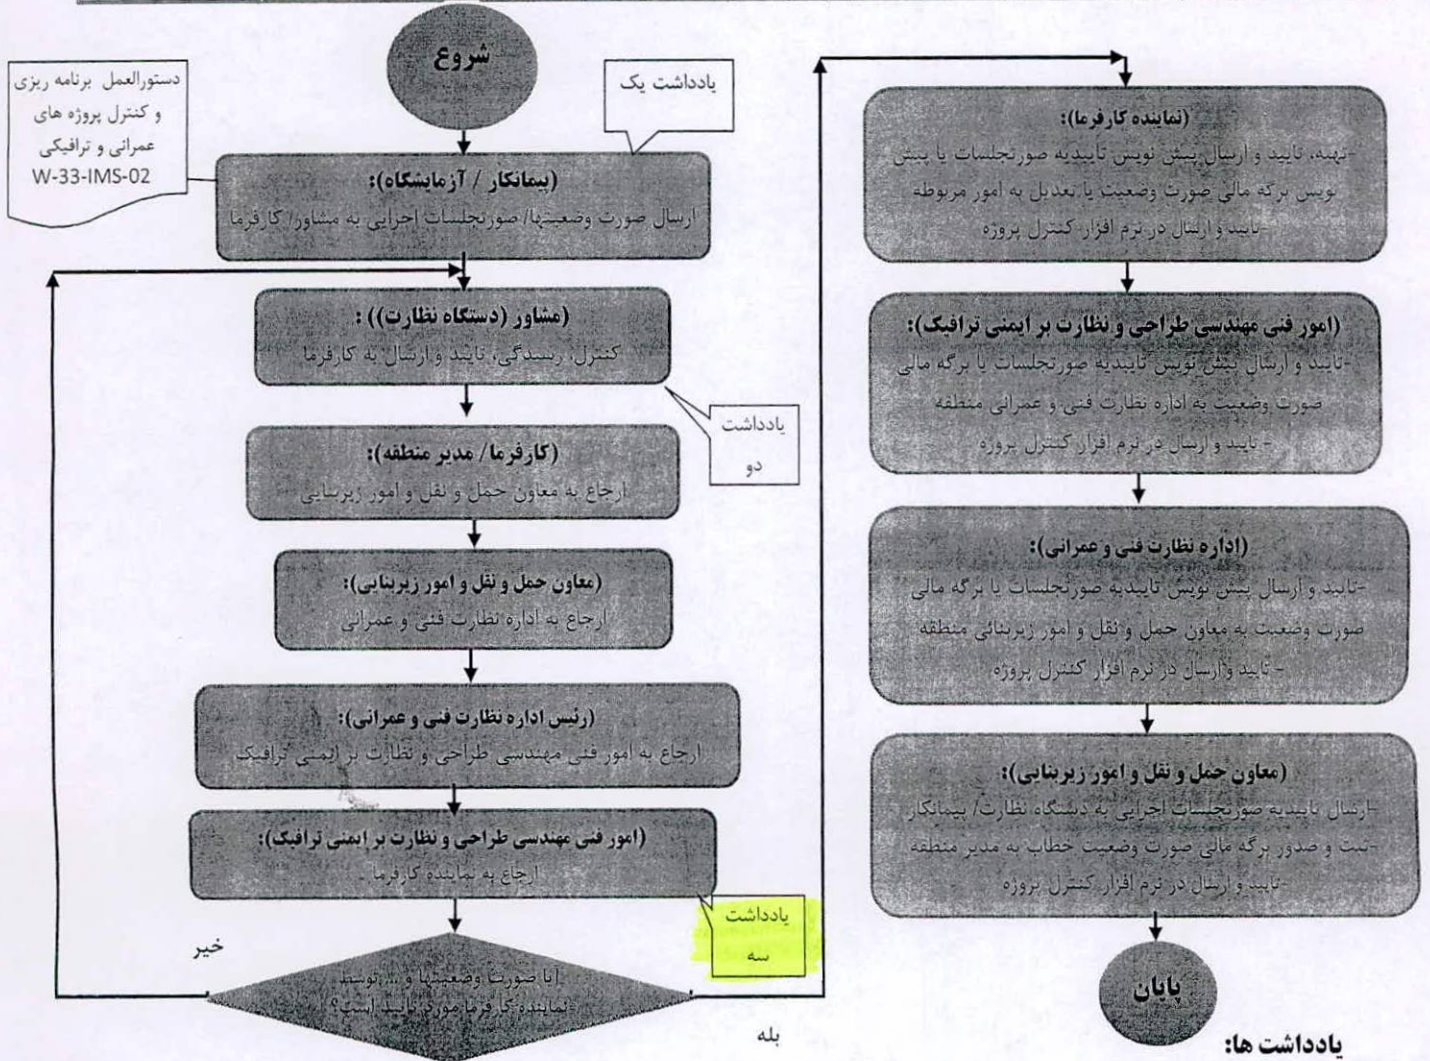 شروع
دستورالعمل برنامه ریزی
و کنترل پروژه های
عمرانی و ترافیکی
W-33-IMS-02
یادداشت یک
(پیمانکار / آزمایشگاه):
ارسال صورت وضعیتها/ صورتجلسات اجرایی به مشاور/ کارفرما
(مشاور (دستگاه نظارت)) :
کنترل، رسیدگی، تایید و ارسال به کارفرما
یادداشت
دو
(کارفرما/ مدیر منطقه):
ارجاع به معاون حمل و نقل و امور زیربنایی
(معاون حمل و نقل و امور زیربنایی):
ارجاع به اداره نظارت فنی و عمرانی
(رئیس اداره نظارت فنی و عمرانی):
ارجاع به امور فنی مهندسی طراحی و نظارت بر ایمنی ترافیک
(امور فنی مهندسی طراحی و نظارت بر ایمنی ترافیک):
ارجاع به نماینده کارفرما
یادداشت
سه
آیا صورت وضعیتها و ... توسط
نماینده کارفرما مورد تایید است؟
خیر
بله
(نماینده کارفرما):
-تهیه، تایید و ارسال پیش نویس تاییدیه صورتجلسات یا پیش
نویس برگه مالی صورت وضعیت یا تعدیل به امور مربوطه
-تایید و ارسال در نرم افزار کنترل پروژه
(امور فنی مهندسی طراحی و نظارت بر ایمنی ترافیک):
-تایید و ارسال پیش نویس تاییدیه صورتجلسات یا برگه مالی
صورت وضعیت به اداره نظارت فنی و عمرانی منطقه
- تایید و ارسال در نرم افزار کنترل پروژه
(اداره نظارت فنی و عمرانی):
-تایید و ارسال پیش نویس تاییدیه صورتجلسات یا برگه مالی
صورت وضعیت به معاون حمل و نقل و امور زیربنائی منطقه
- تایید و ارسال در نرم افزار کنترل پروژه
(معاون حمل و نقل و امور زیربنایی):
-ارسال تاییدیه صورتجلسات اجرایی به دستگاه نظارت/ پیمانکار
-ثبت و صدور برگه مالی صورت وضعیت خطاب به مدیر منطقه
-تایید و ارسال در نرم افزار کنترل پروژه
پایان
یادداشت ها: